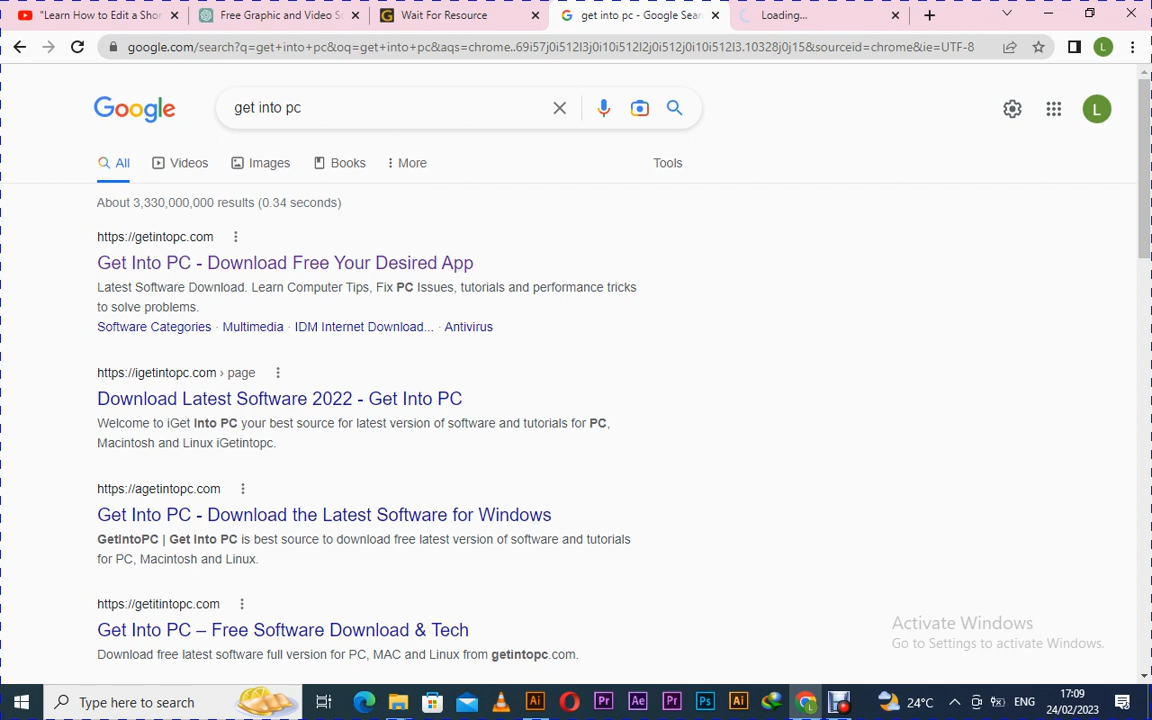 "Learn How to Edit a Shor
Free Graphic and Video So
Wait For Resource
get into pc - Google Sear
Loading...
google.com/search?q=get+into+pc&oq=get+into+pc&aqs=chrome..69i57j0i512l3j0i10i512l2j0i512j0i10i512l3.10328j0j15&sourceid=chrome&ie=UTF-8
L
Google
get into pc
L
All
Videos
Images
Books
More
Tools
About 3,330,000,000 results (0.34 seconds)
https://getintopc.com
Get Into PC - Download Free Your Desired App
Latest Software Download. Learn Computer Tips, Fix PC Issues, tutorials and performance tricks
to solve problems.
Software Categories · Multimedia · IDM Internet Download... · Antivirus
https://igetintopc.com › page
Download Latest Software 2022 - Get Into PC
Welcome to iGet Into PC your best source for latest version of software and tutorials for PC,
Macintosh and Linux iGetintopc.
https://agetintopc.com
Get Into PC - Download the Latest Software for Windows
GetIntoPC | Get Into PC is best source to download free latest version of software and tutorials
for PC, Macintosh and Linux.
https://getitintopc.com
Get Into PC – Free Software Download & Tech
Download free latest software full version for PC, MAC and Linux from getintopc.com.
Activate Windows
Go to Settings to activate Windows.
Type here to search
Ai
Pr
Ae
Pr
Ps
Ai
24°C
ENG
17:09
24/02/2023